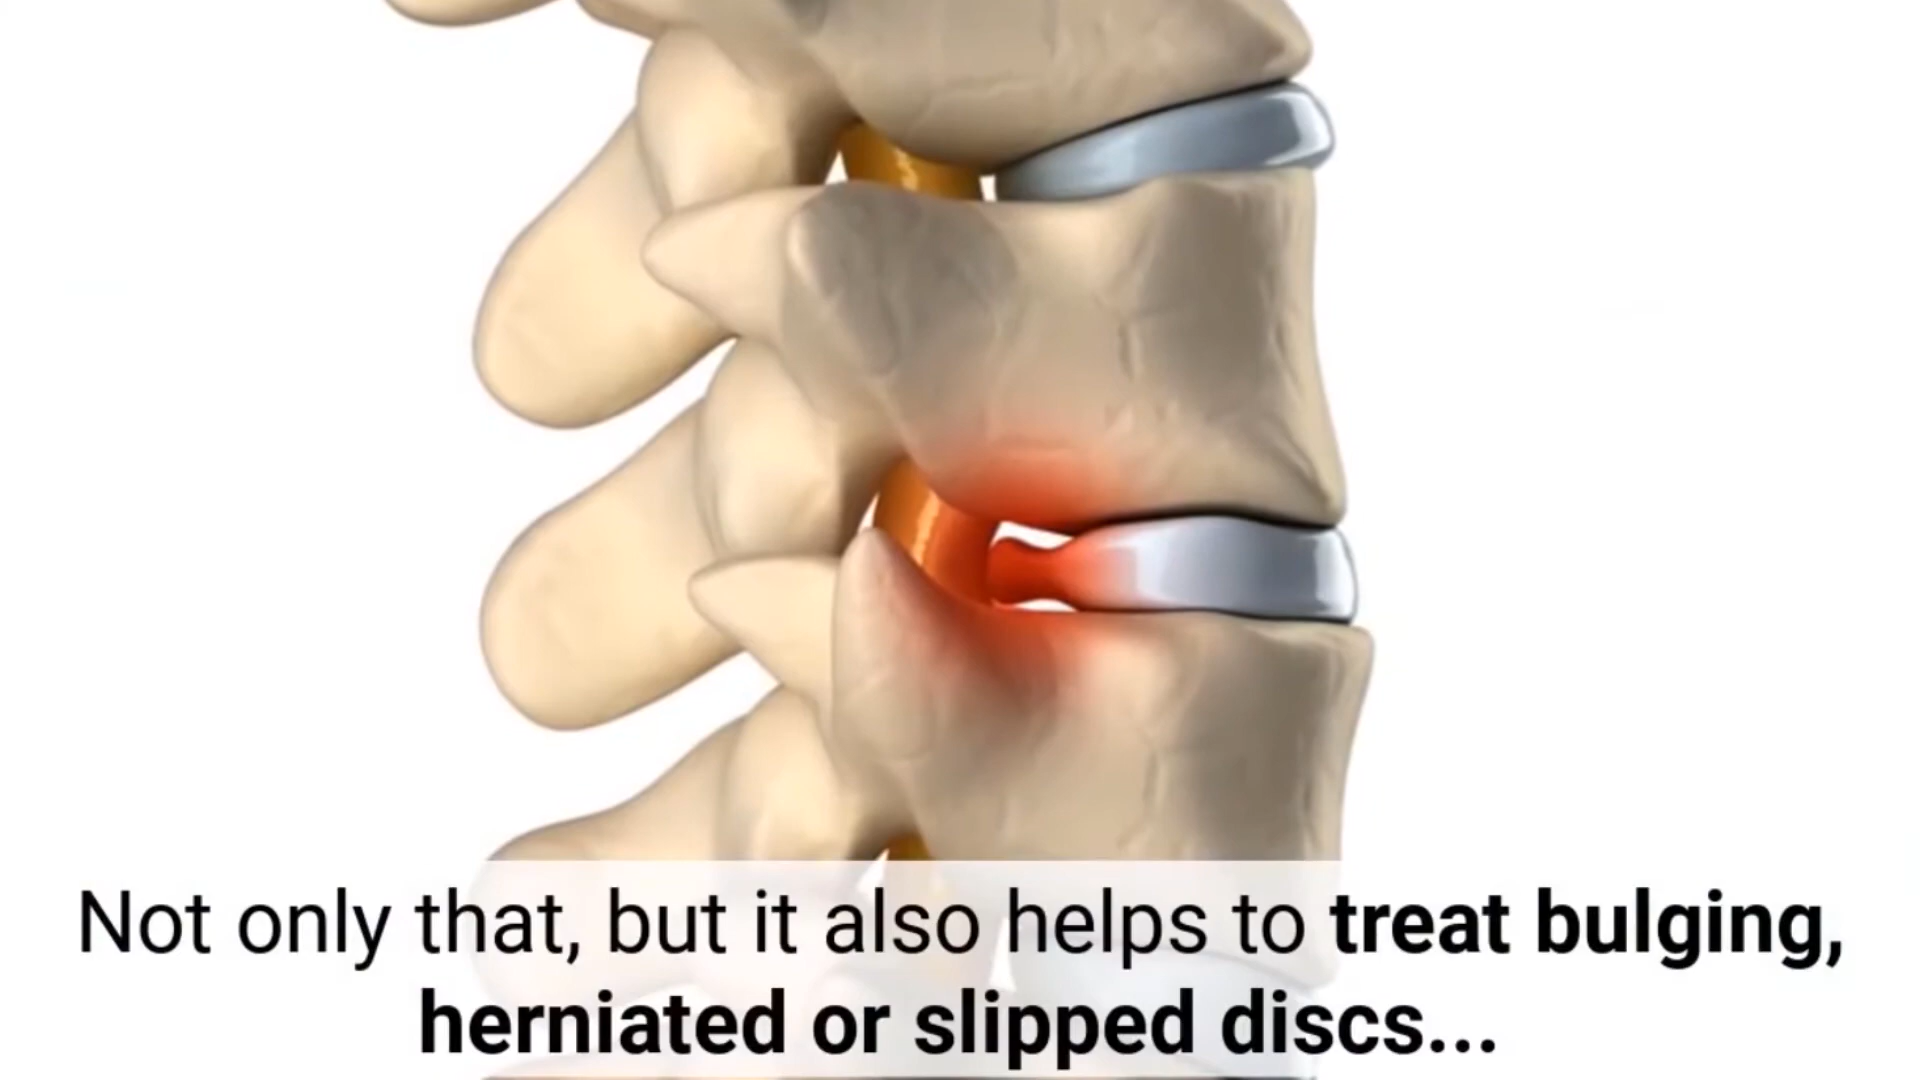 Not only that, but it also helps to treat bulging,
herniated or slipped discs...